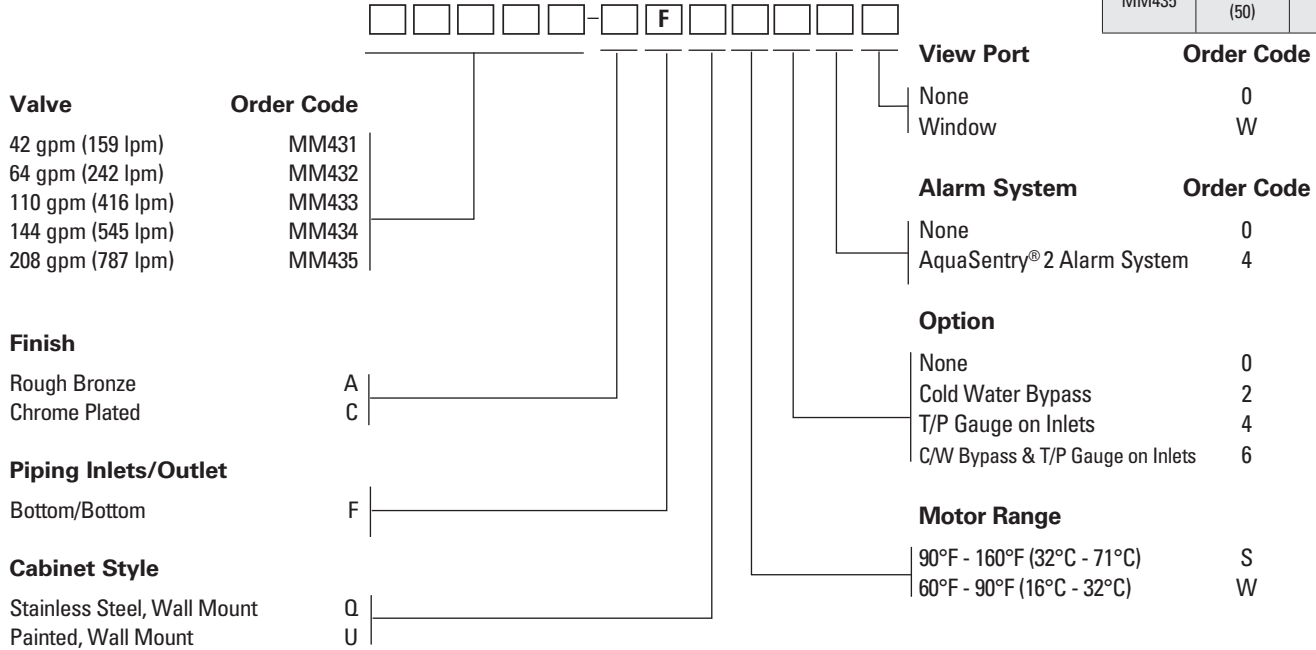 – F
MM435 (50)
Valve Order Code
42 gpm (159 lpm) MM431
64 gpm (242 lpm) MM432
110 gpm (416 lpm) MM433
144 gpm (545 lpm) MM434
208 gpm (787 lpm) MM435
Finish
Rough Bronze A
Chrome Plated C
Piping Inlets/Outlet
Bottom/Bottom F
Cabinet Style
Stainless Steel, Wall Mount Q
Painted, Wall Mount U
View Port Order Code
None 0
Window W
Alarm System Order Code
None 0
AquaSentry® 2 Alarm System 4
Option
None 0
Cold Water Bypass 2
T/P Gauge on Inlets 4
C/W Bypass & T/P Gauge on Inlets 6
Motor Range
90°F - 160°F (32°C - 71°C) S
60°F - 90°F (16°C - 32°C) W